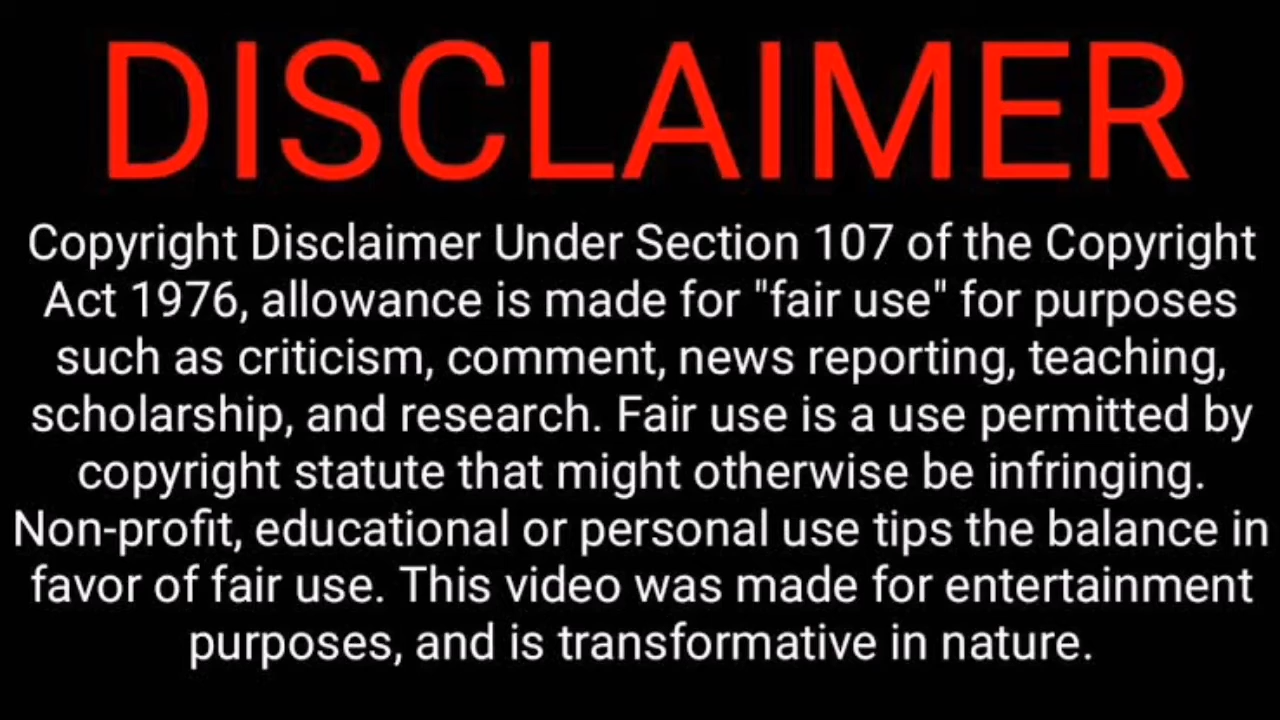 DISCLAIMER
Copyright Disclaimer Under Section 107 of the Copyright
Act 1976, allowance is made for "fair use" for purposes
such as criticism, comment, news reporting, teaching,
scholarship, and research. Fair use is a use permitted by
copyright statute that might otherwise be infringing.
Non-profit, educational or personal use tips the balance in
favor of fair use. This video was made for entertainment
purposes, and is transformative in nature.